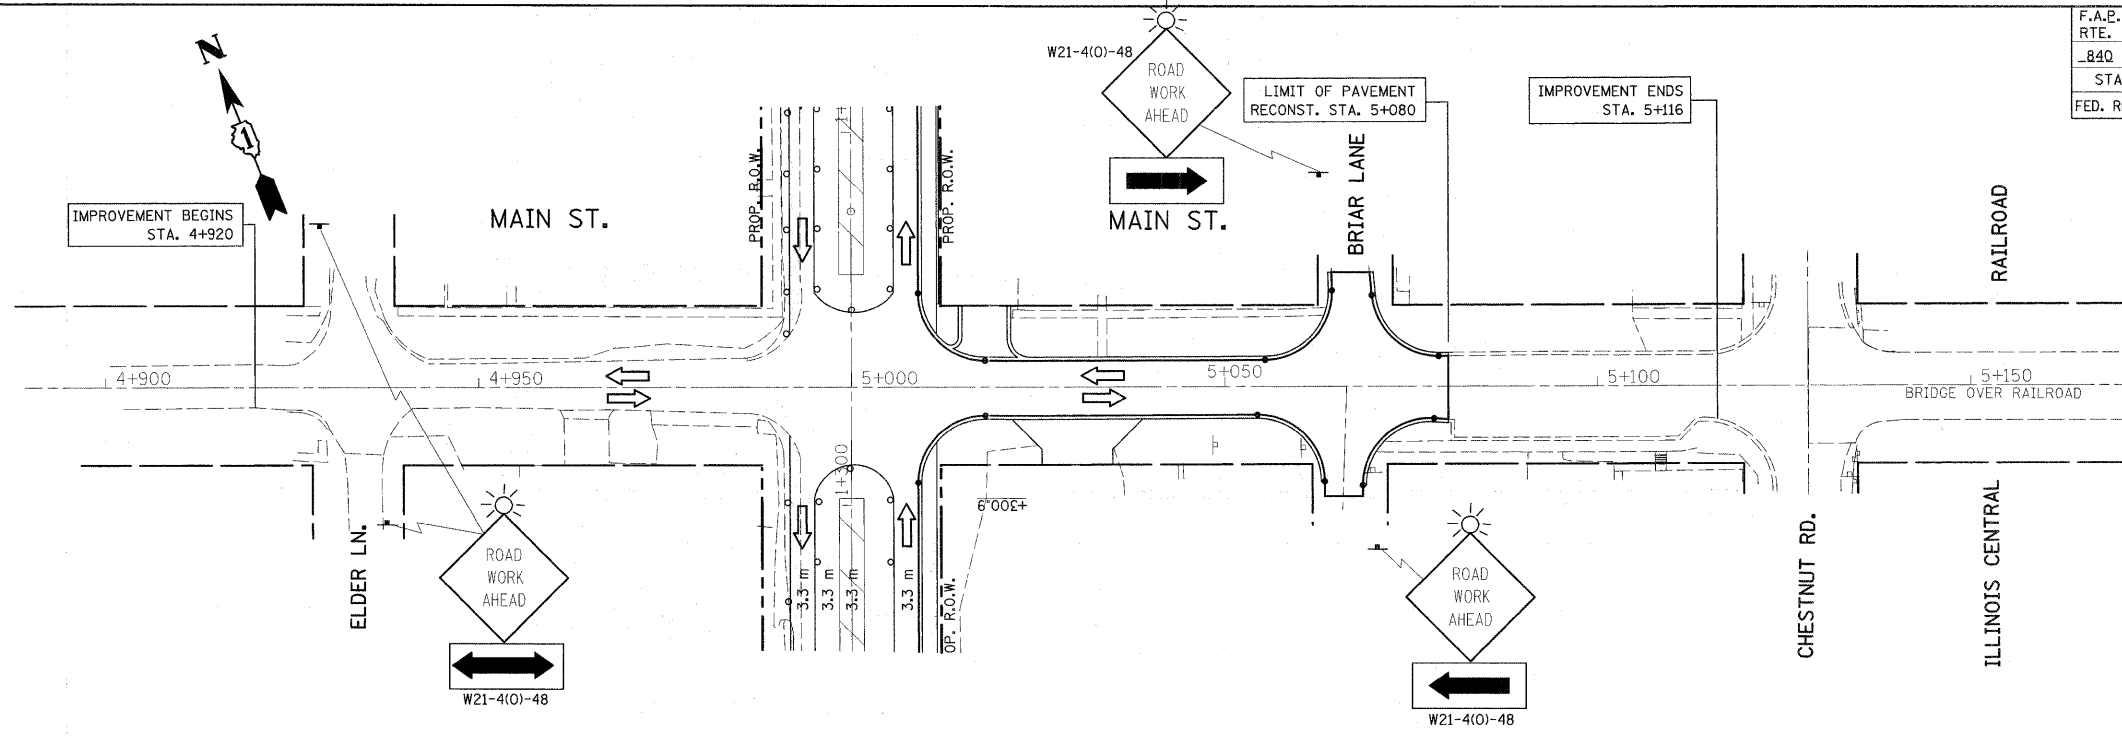 F.A.P.
RTE.
840
STA
FED. R
N
1
W21-4(O)-48
ROAD
WORK
AHEAD
LIMIT OF PAVEMENT
RECONST. STA. 5+080
IMPROVEMENT ENDS
STA. 5+116
IMPROVEMENT BEGINS
STA. 4+920
MAIN ST.
PROP. R.O.W.
PROP. R.O.W.
MAIN ST.
BRIAR LANE
RAILROAD
4+900
4+950
5+000
5+050
5+100
5+150
BRIDGE OVER RAILROAD
1+300
+300.9
ELDER LN.
ROAD
WORK
AHEAD
W21-4(O)-48
3.3 m
3.3 m
3.3 m
3.3 m
OP. R.O.W.
ROAD
WORK
AHEAD
W21-4(O)-48
CHESTNUT RD.
ILLINOIS CENTRAL